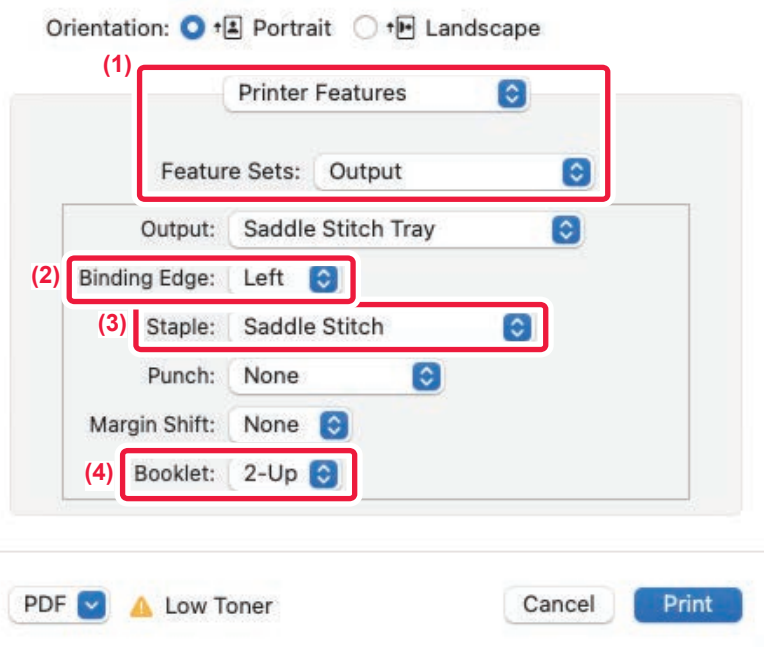 Orientation: Portrait Landscape
(1)
Printer Features
Feature Sets: Output
Output: Saddle Stitch Tray
(2) Binding Edge: Left
(3) Staple: Saddle Stitch
Punch: None
Margin Shift: None
(4) Booklet: 2-Up
PDF Low Toner Cancel Print